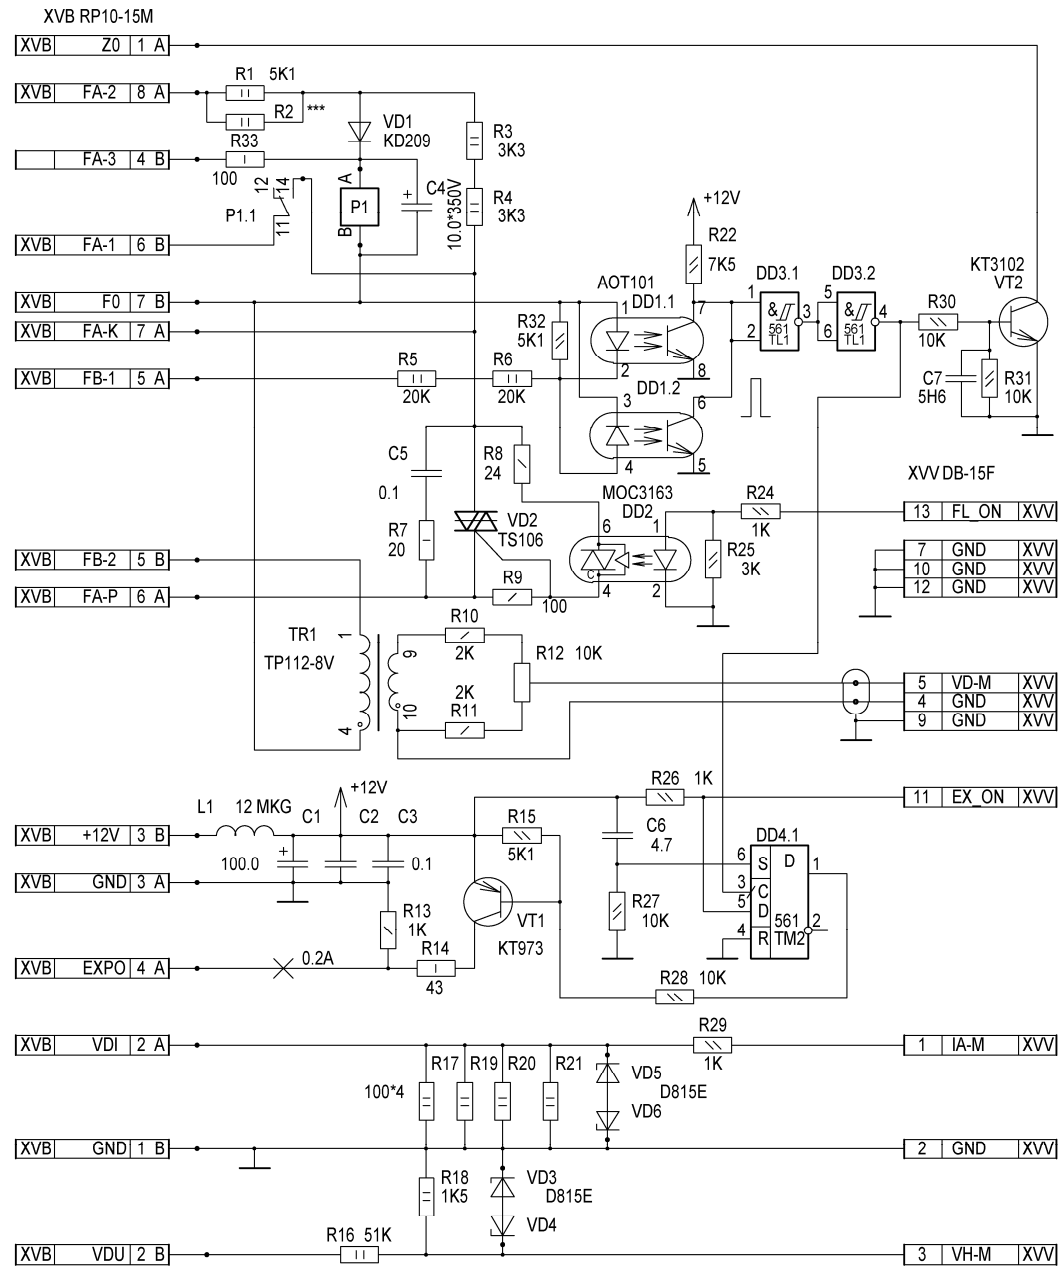 XVB RP10-15M
XVB Z0 1 A
R1 5K1
XVB FA-2 8 A
R2 ***
VD1
KD209
R3
3K3
R33
FA-3 4 B
100
12 14
A
P1
B
+
C4
10.0*350V
R4
3K3
P1.1
11
XVB FA-1 6 B
+12V
R22
7K5
AOT101
DD1.1
DD3.1
DD3.2
KT3102
VT2
XVB F0 7 B
1
7
1
2
&
561
TL1
3
5
6
&
561
TL1
4
R30
10K
R32
5K1
XVB FA-K 7 A
2
8
DD1.2
XVB FB-1 5 A
R5
20K
R6
20K
C7
5H6
R31
10K
3
6
4
5
C5
0.1
R8
24
XVV DB-15F
MOC3163
DD2
R24
1K
13 FL_ON XVV
R7
20
VD2
TS106
6
1
C
4
2
R25
3K
7 GND XVV
10 GND XVV
12 GND XVV
XVB FB-2 5 B
XVB FA-P 6 A
R9
100
TR1
TP112-8V
1
4
9
10
R10
2K
R12 10K
2K
R11
5 VD-M XVV
4 GND XVV
9 GND XVV
+12V
R26 1K
11 EX_ON XVV
L1 12 MKG
C1 C2 C3
XVB +12V 3 B
+
100.0
0.1
R15
5K1
C6
4.7
DD4.1
6
3
5
4
S
C
D
R
D
561
TM2
1
2
XVB GND 3 A
R13
1K
VT1
KT973
R27
10K
R14
43
XVB EXPO 4 A
0.2A
R28 10K
XVB VDI 2 A
R29
1K
1 IA-M XVV
R17 R19 R20 R21
100*4
VD5
D815E
VD6
XVB GND 1 B
2 GND XVV
R18
1K5
VD3
D815E
VD4
R16 51K
XVB VDU 2 B
3 VH-M XVV